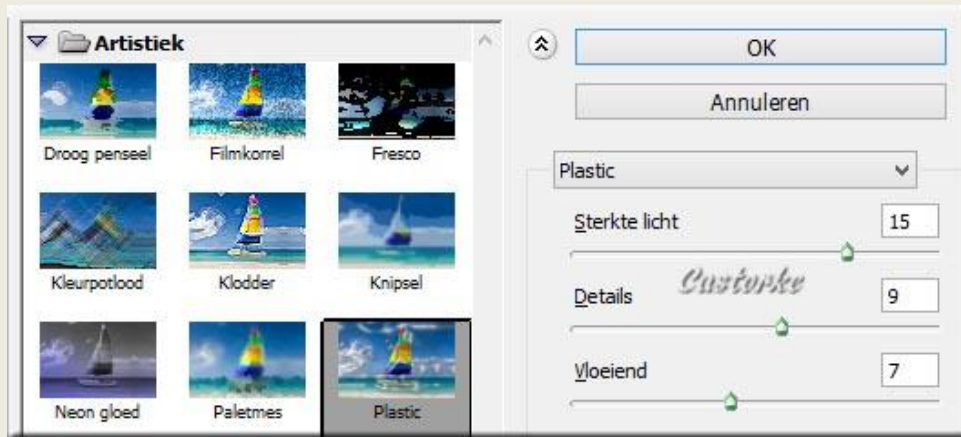 Artistiek
Droog penseel
Filmkorrel
Fresco
Kleurpotlood
Klodder
Knipsel
Neon gloed
Paletmes
Plastic
OK
Annuleren
Plastic
Sterkte licht
15
Castorke
Details
9
Vloeiend
7